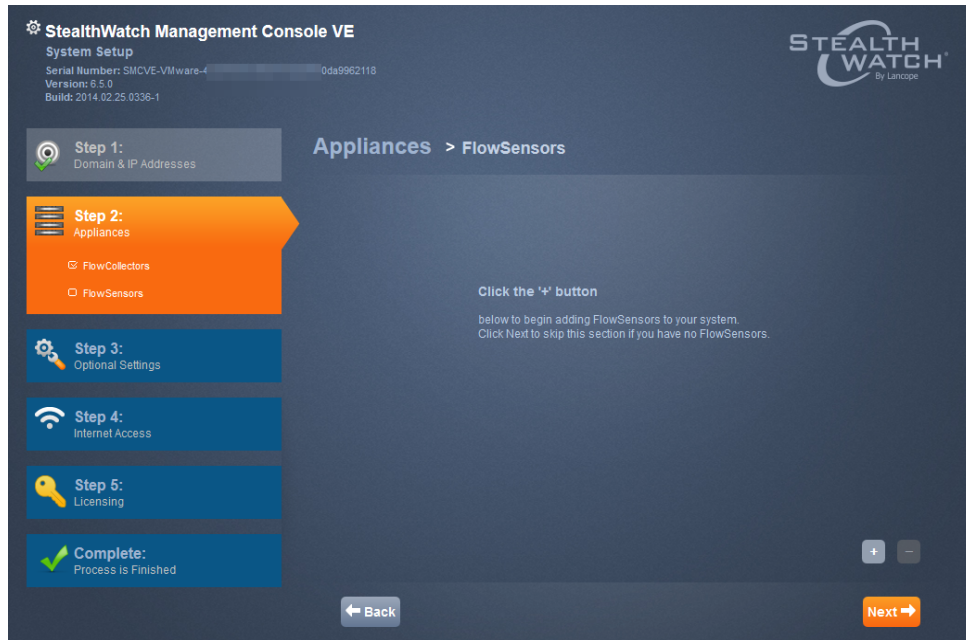 StealthWatch Management Console VE
System Setup
Serial Number: SMCVE-VMware-4 0da9962118
Version: 6.5.0
Build: 2014.02.25.0336-1
STEALTH
WATCH
By Lancope
Step 1:
Domain & IP Addresses
Step 2:
Appliances
FlowCollectors
FlowSensors
Step 3:
Optional Settings
Step 4:
Internet Access
Step 5:
Licensing
Complete:
Process is Finished
Appliances > FlowSensors
Click the '+' button
below to begin adding FlowSensors to your system.
Click Next to skip this section if you have no FlowSensors.
+ −
Back
Next